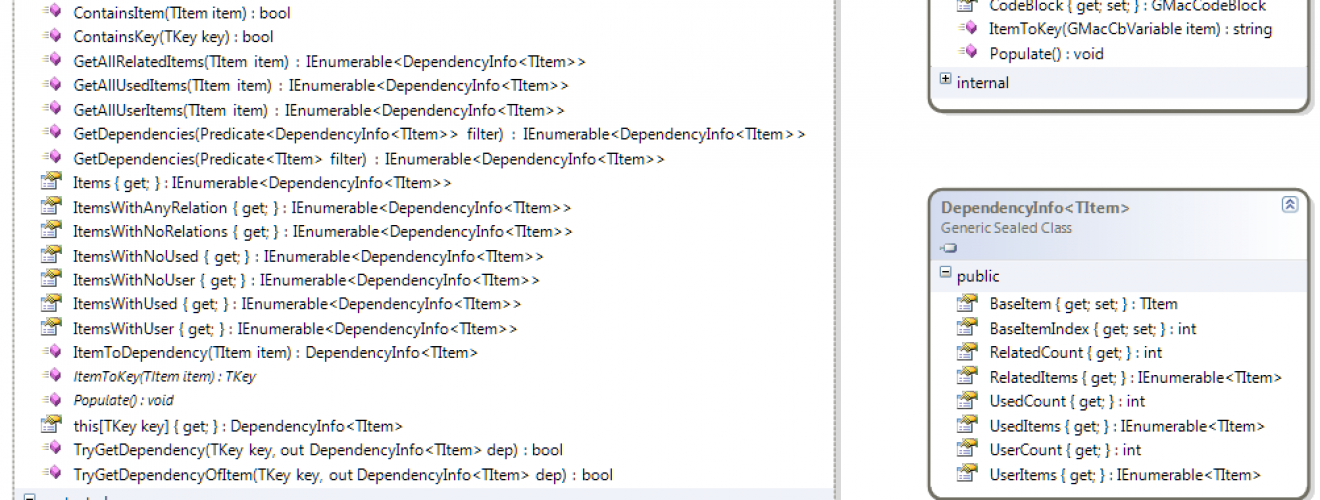 ContainsItem(TItem item) : bool
ContainsKey(TKey key) : bool
GetAllRelatedItems(TItem item) : IEnumerable<DependencyInfo<TItem>>
GetAllUsedItems(TItem item) : IEnumerable<DependencyInfo<TItem>>
GetAllUserItems(TItem item) : IEnumerable<DependencyInfo<TItem>>
GetDependencies(Predicate<DependencyInfo<TItem>> filter) : IEnumerable<DependencyInfo<TItem>>
GetDependencies(Predicate<TItem> filter) : IEnumerable<DependencyInfo<TItem>>
Items { get; } : IEnumerable<DependencyInfo<TItem>>
ItemsWithAnyRelation { get; } : IEnumerable<DependencyInfo<TItem>>
ItemsWithNoRelations { get; } : IEnumerable<DependencyInfo<TItem>>
ItemsWithNoUsed { get; } : IEnumerable<DependencyInfo<TItem>>
ItemsWithNoUser { get; } : IEnumerable<DependencyInfo<TItem>>
ItemsWithUsed { get; } : IEnumerable<DependencyInfo<TItem>>
ItemsWithUser { get; } : IEnumerable<DependencyInfo<TItem>>
ItemToDependency(TItem item) : DependencyInfo<TItem>
ItemToKey(TItem item) : TKey
Populate() : void
this[TKey key] { get; } : DependencyInfo<TItem>
TryGetDependency(TKey key, out DependencyInfo<TItem> dep) : bool
TryGetDependencyOfItem(TKey key, out DependencyInfo<TItem> dep) : bool
CodeBlock { get; set; } : GMacCodeBlock
ItemToKey(GMacCbVariable item) : string
Populate() : void
internal
DependencyInfo<TItem>
Generic Sealed Class
public
BaseItem { get; set; } : TItem
BaseItemIndex { get; set; } : int
RelatedCount { get; } : int
RelatedItems { get; } : IEnumerable<TItem>
UsedCount { get; } : int
UsedItems { get; } : IEnumerable<TItem>
UserCount { get; } : int
UserItems { get; } : IEnumerable<TItem>